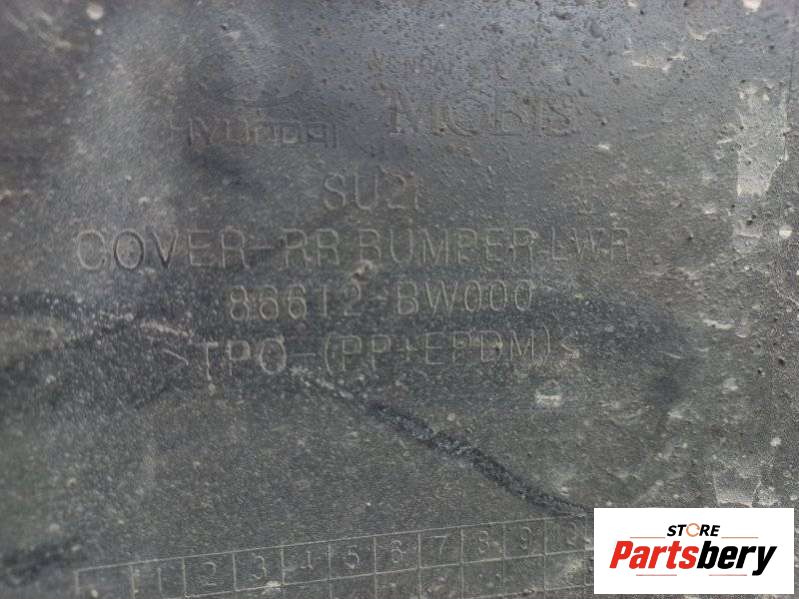 HYUNDAI MOBIS
SU2i
COVER-RR BUMPER LWR
86612-BW000
>TPO-(PP+EPDM)<
1 2 3 4 5 6 7 8 9
STORE
Partsbery